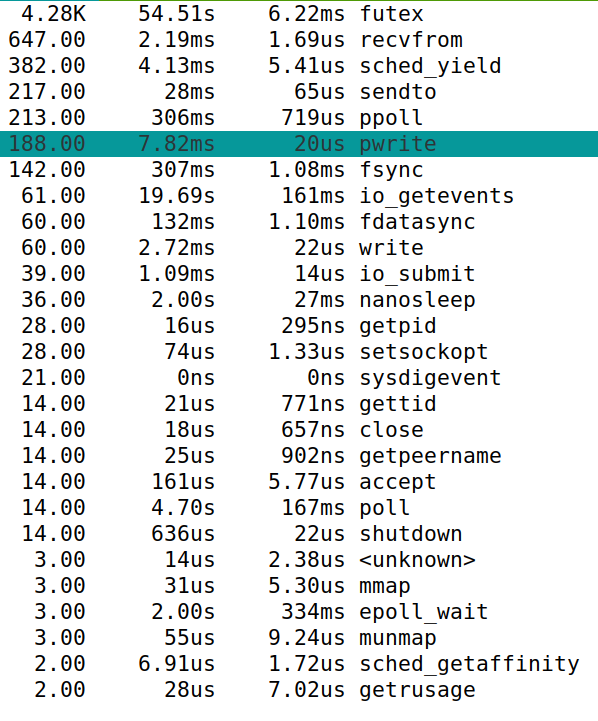 4.28K 54.51s 6.22ms futex
647.00 2.19ms 1.69us recvfrom
382.00 4.13ms 5.41us sched_yield
217.00 28ms 65us sendto
213.00 306ms 719us ppoll
188.00 7.82ms 20us pwrite
142.00 307ms 1.08ms fsync
61.00 19.69s 161ms io_getevents
60.00 132ms 1.10ms fdatasync
60.00 2.72ms 22us write
39.00 1.09ms 14us io_submit
36.00 2.00s 27ms nanosleep
28.00 16us 295ns getpid
28.00 74us 1.33us setsockopt
21.00 0ns 0ns sysdigevent
14.00 21us 771ns gettid
14.00 18us 657ns close
14.00 25us 902ns getpeername
14.00 161us 5.77us accept
14.00 4.70s 167ms poll
14.00 636us 22us shutdown
3.00 14us 2.38us <unknown>
3.00 31us 5.30us mmap
3.00 2.00s 334ms epoll_wait
3.00 55us 9.24us munmap
2.00 6.91us 1.72us sched_getaffinity
2.00 28us 7.02us getrusage